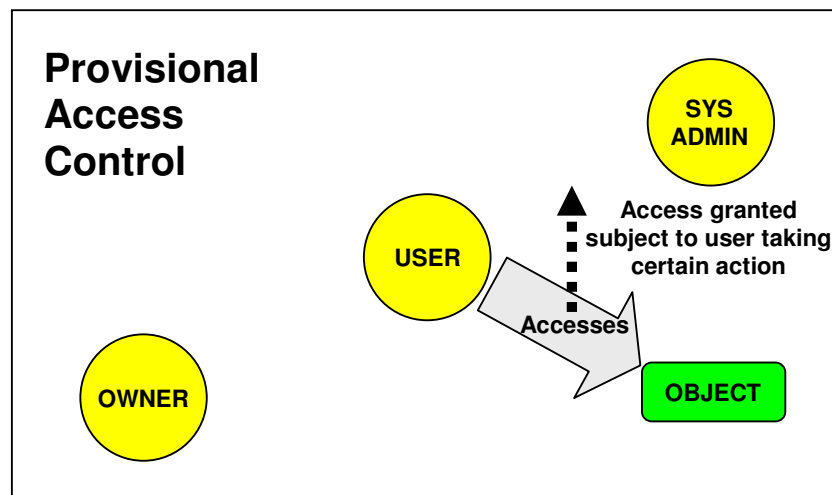 Provisional
Access
Control
SYS
ADMIN
Access granted
subject to user taking
certain action
USER
Accesses
OWNER
OBJECT